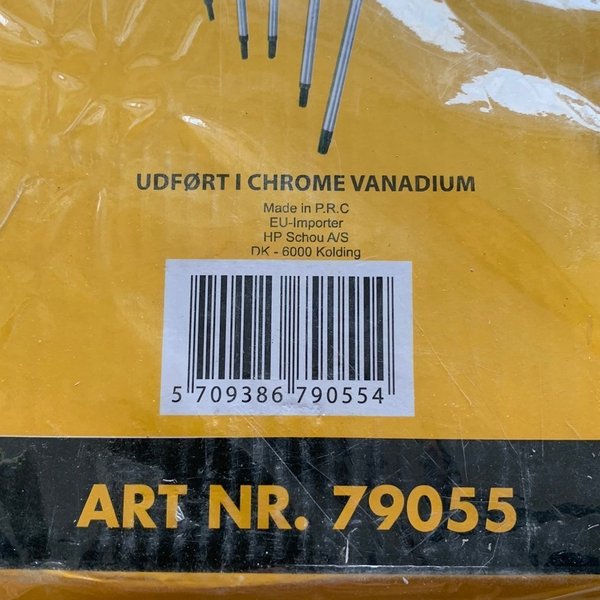 UDFØRT I CHROME VANADIUM
Made in P.R.C
EU-Importer
HP Schou A/S
DK - 6000 Kolding
5 709386 790554
ART NR. 79055